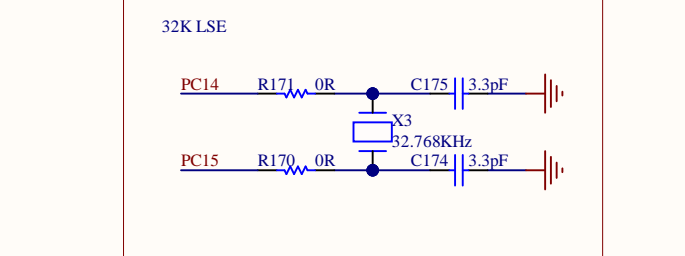 32K LSE
PC14 R171 0R C175 3.3pF
X3
32.768KHz
PC15 R170 0R C174 3.3pF